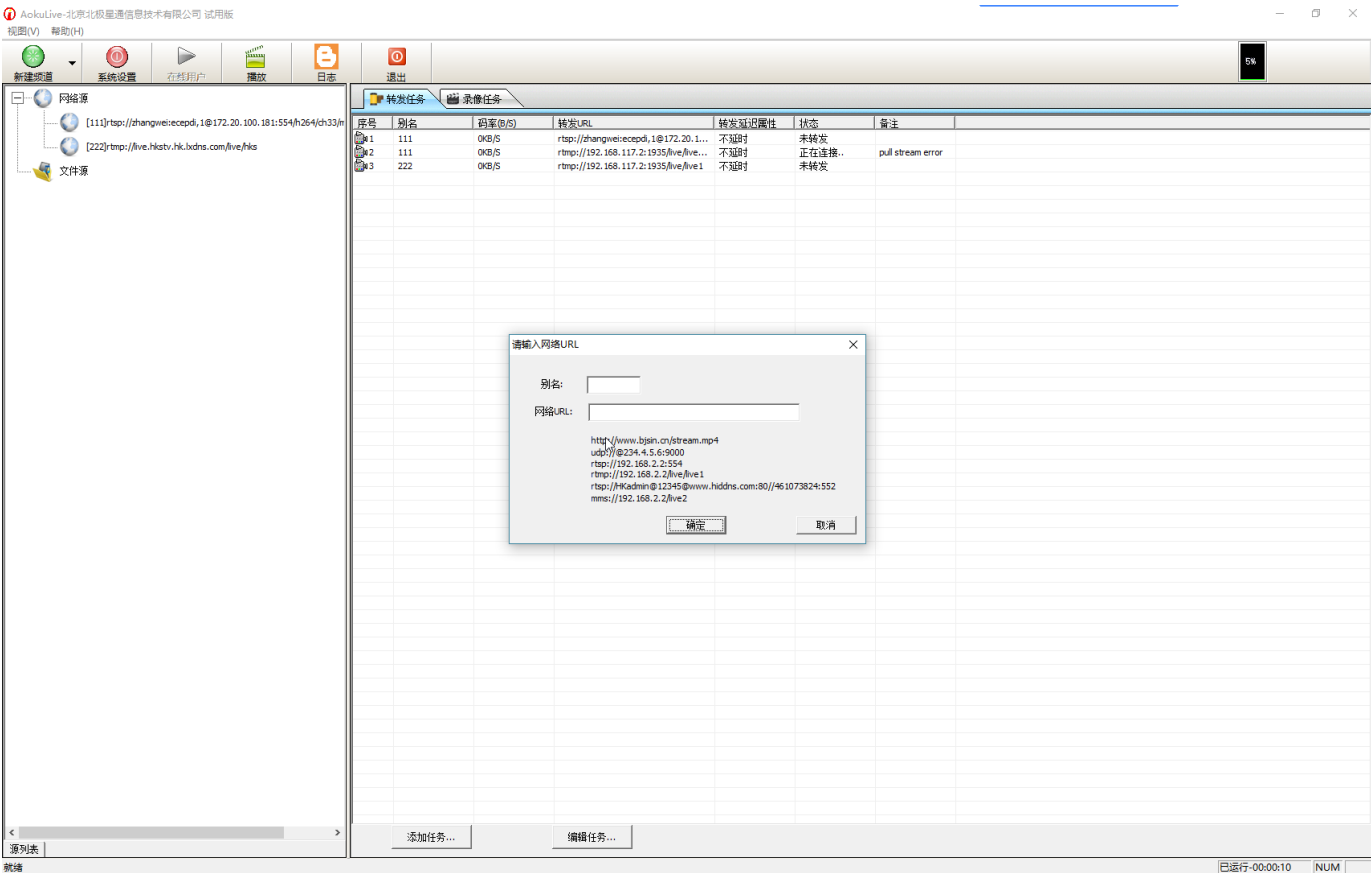 AokuLive-北京北极星通信息技术有限公司 试用版
视图(V) 帮助(H)
新建频道 系统设置 在线用户 播放 日志 退出
5%
网络源
[111]rtsp://zhangwei:ecepdi,1@172.20.100.181:554/h264/ch33/m
[222]rtmp://live.hkstv.hk.lxdns.com/live/hks
文件源
转发任务 录像任务
序号 别名 码率(B/S) 转发URL 转发延迟属性 状态 备注
1 111 0KB/S rtsp://zhangwei:ecepdi,1@172.20.1... 不延时 未转发
2 111 0KB/S rtmp://192.168.117.2:1935/live/live... 不延时 正在连接.. pull stream error
3 222 0KB/S rtmp://192.168.117.2:1935/live/live1 不延时 未转发
请输入网络URL
别名:
网络URL:
http://www.bjsin.cn/stream.mp4
udp://@234.4.5.6:9000
rtsp://192.168.2.2:554
rtmp://192.168.2.2/live/live1
rtsp://HKadmin@12345@www.hiddns.com:80//461073824:552
mms://192.168.2.2/live2
确定 取消
添加任务... 编辑任务...
源列表
就绪 已运行-00:00:10 NUM